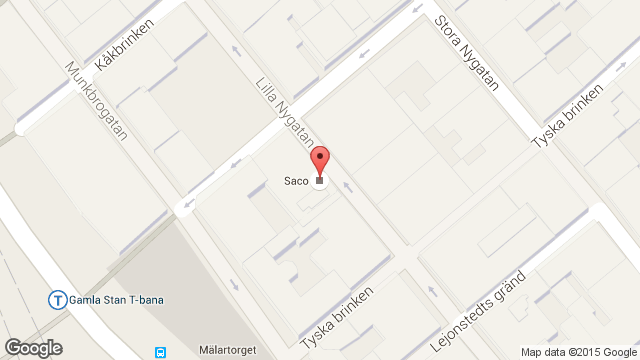 Kåkbrinken
Munkbrogatan
Lilla Nygatan
Stora Nygatan
Tyska brinken
Saco
Gamla Stan T-bana
T
Tyska brinken
Lejonstedts gränd
Mälartorget
Google
Map data ©2015 Google